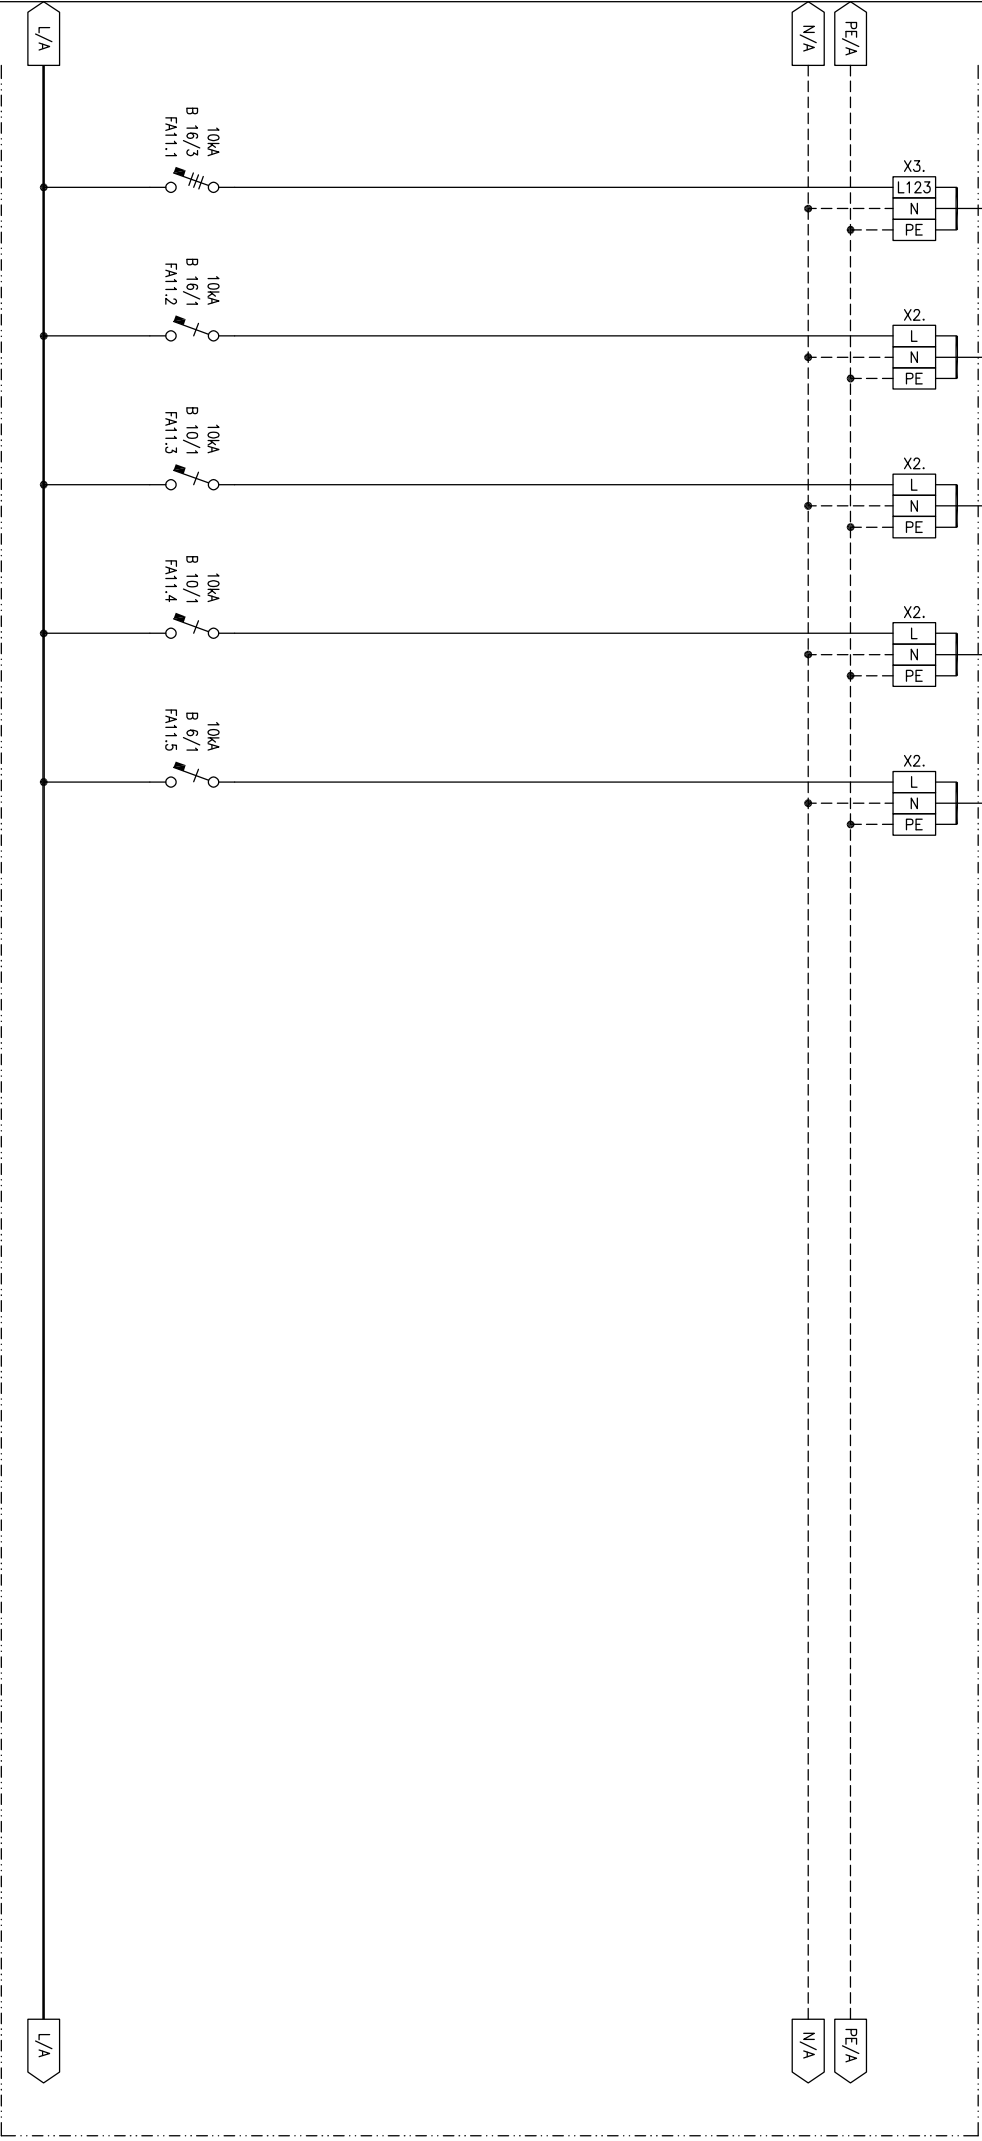 L/A
N/A
PE/A
10kA
B 16/3
FA11.1
X3.
L123
N
PE
10kA
B 16/1
FA11.2
X2.
L
N
PE
10kA
B 10/1
FA11.3
X2.
L
N
PE
10kA
B 10/1
FA11.4
X2.
L
N
PE
10kA
B 6/1
FA11.5
X2.
L
N
PE
L/A
N/A
PE/A